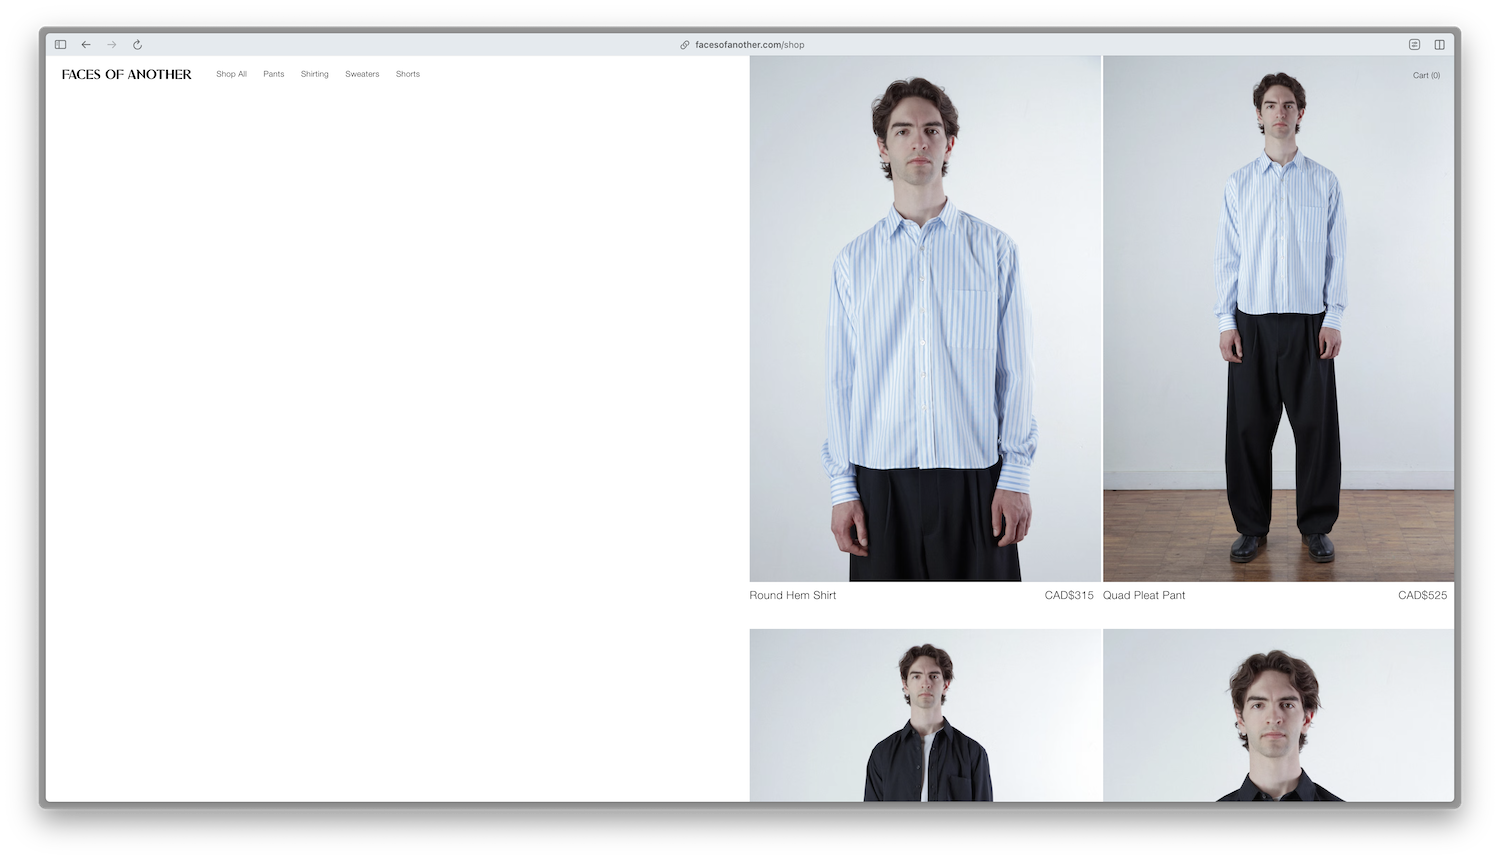 facesofanother.com/shop
FACES OF ANOTHER
Shop All
Pants
Shirting
Sweaters
Shorts
Cart (0)
Round Hem Shirt
CAD$315
Quad Pleat Pant
CAD$525